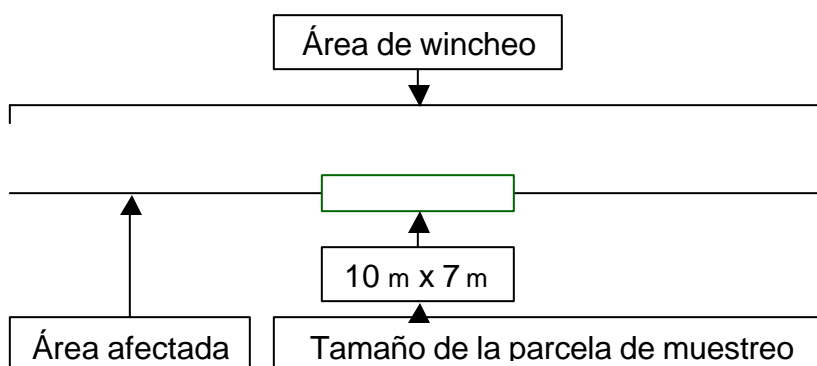 Área de wincheo
10 m x 7 m
Área afectada
Tamaño de la parcela de muestreo